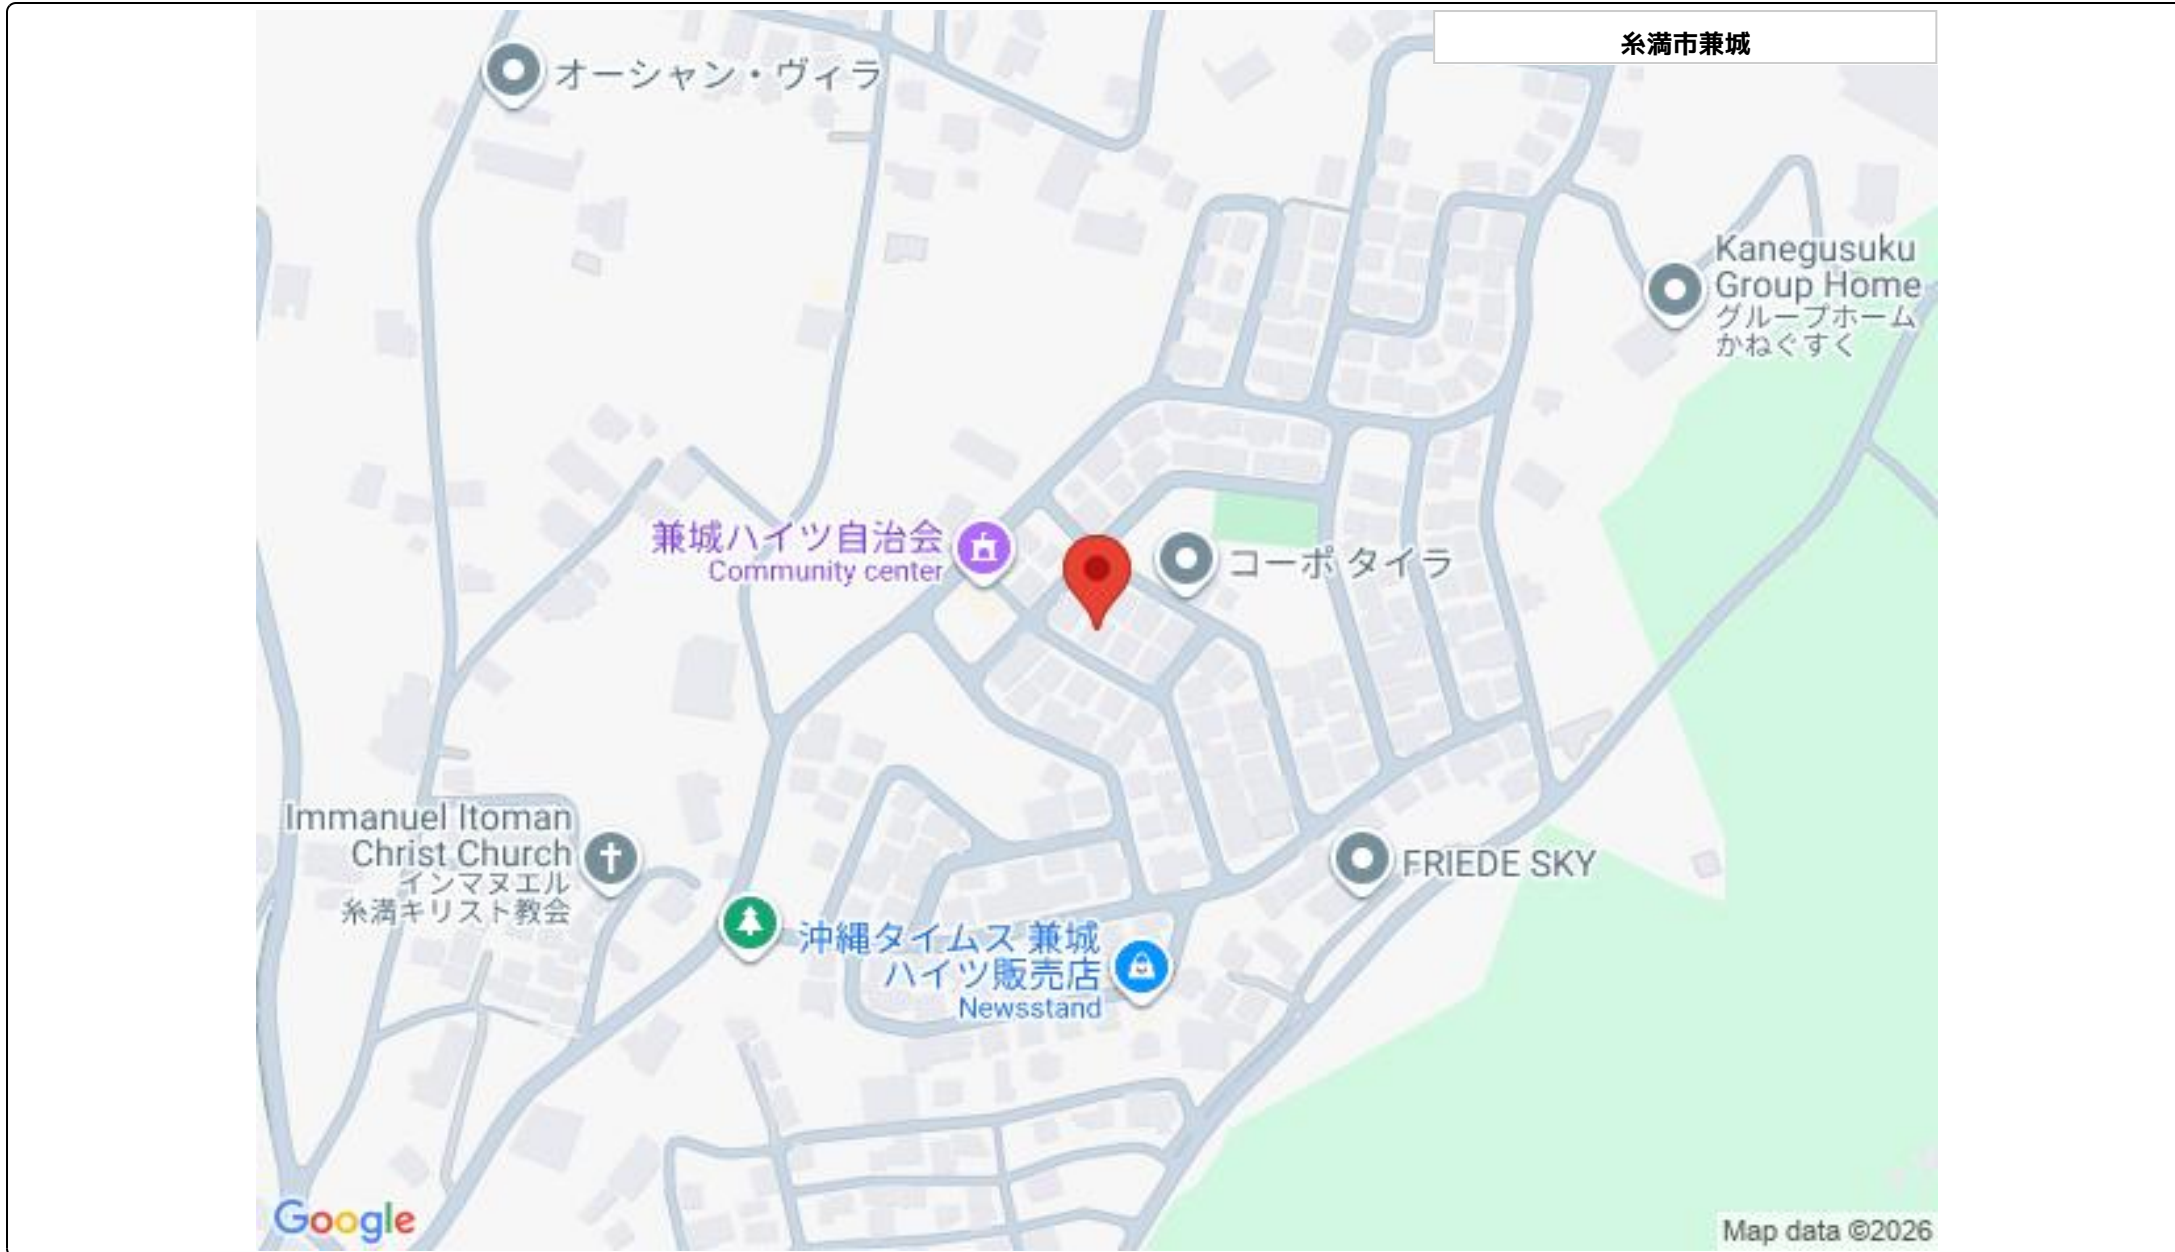 糸満市兼城
オーシャン・ヴィラ
Kanegusuku
Group Home
グループホーム
かねぐすく
兼城ハイツ自治会
Community center
コーポ タイラ
Immanuel Itoman
Christ Church
インマヌエル
糸満キリスト教会
FRIEDE SKY
沖縄タイムス 兼城
ハイツ販売店
Newsstand
Google
Map data ©2026